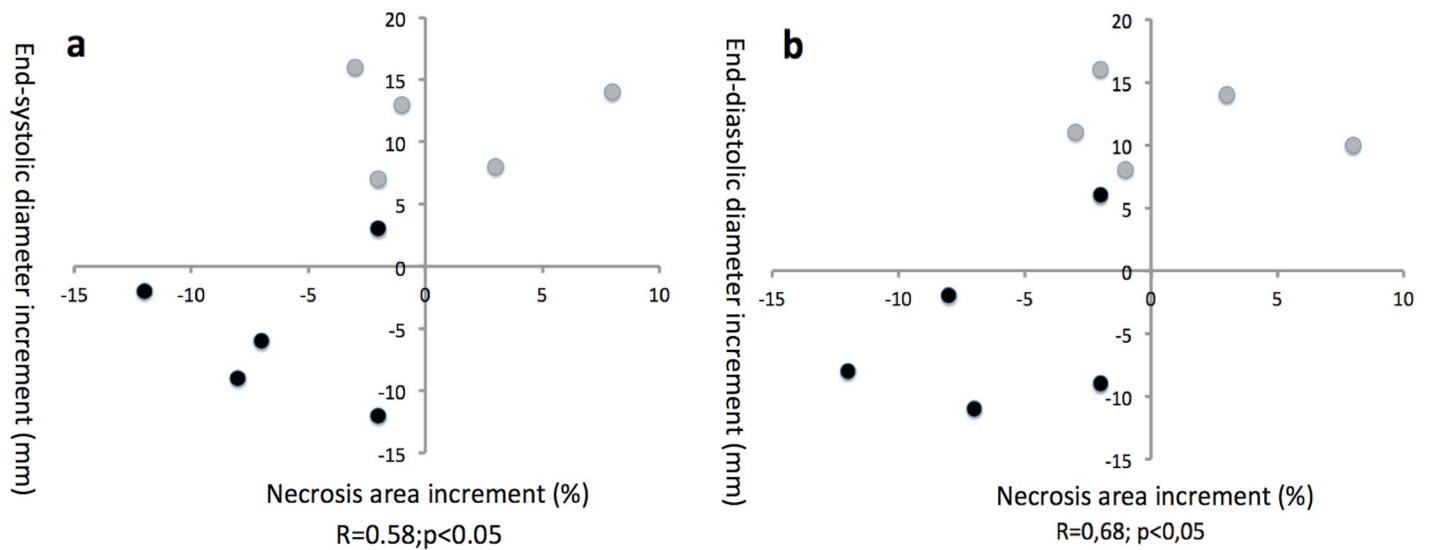 a
End-systolic diameter increment (mm)
20
15
10
5
0
-5
-10
-15
-15 -10 -5 0 5 10
Necrosis area increment (%)
R=0.58;p<0.05
b
End-diastolic diameter increment (mm)
20
15
10
5
0
-5
-10
-15
-15 -10 -5 0 5 10
Necrosis area increment (%)
R=0,68; p<0,05